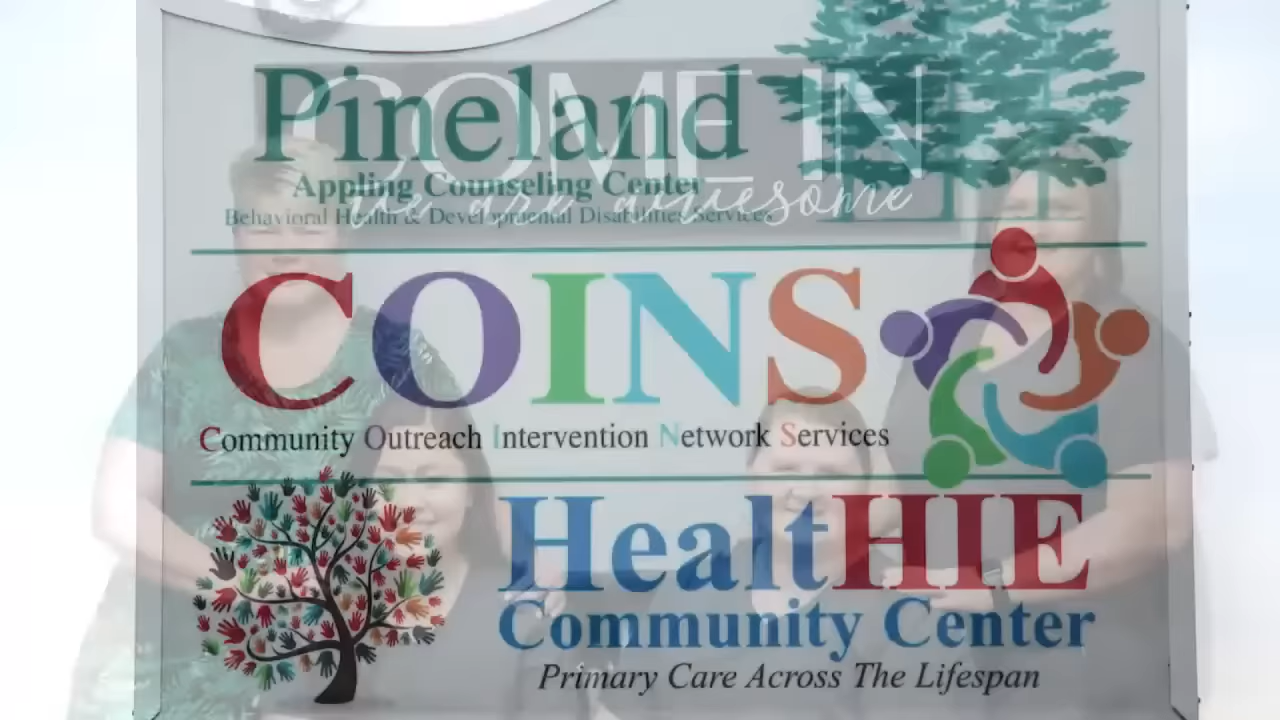 Pineland
COME IN
Appling Counseling Center
we are awesome
Behavioral Health & Developmental Disabilities Services
COINS
Community Outreach Intervention Network Services
HealtHIE
Community Center
Primary Care Across The Lifespan